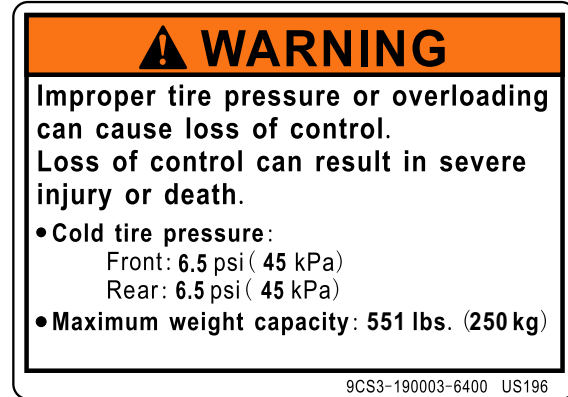 WARNING
Improper tire pressure or overloading
can cause loss of control.
Loss of control can result in severe
injury or death.
• Cold tire pressure:
Front: 6.5 psi ( 45 kPa)
Rear: 6.5 psi ( 45 kPa)
• Maximum weight capacity: 551 lbs. (250 kg)
9CS3-190003-6400 US196